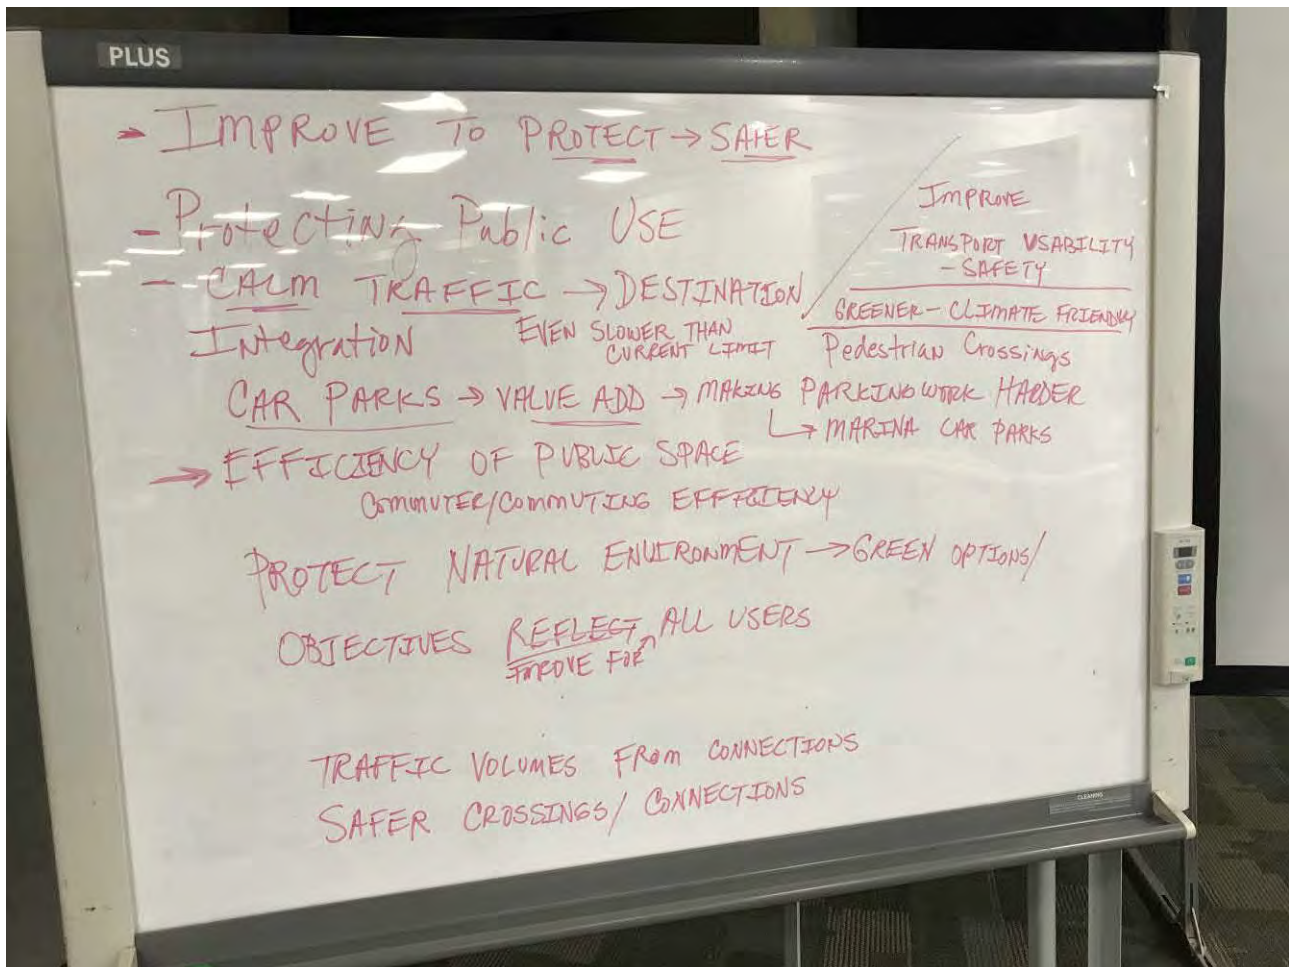 PLUS
- IMPROVE TO PROTECT → SAFER
- Protecting Public USE
- CALM TRAFFIC → DESTINATION
Integration
EVEN SLOWER THAN
CURRENT LIMIT
IMPROVE
TRANSPORT USABILITY
- SAFETY
GREENER - CLIMATE FRIENDLY
Pedestrian Crossings
CAR PARKS → VALUE ADD → MAKING PARKING WORK HARDER
↳ MARINA CAR PARKS
→ EFFICIENCY OF PUBLIC SPACE
COMMUTER/COMMUTING EFFICIENCY
PROTECT NATURAL ENVIRONMENT → GREEN OPTIONS/
OBJECTIVES REFLECT ALL USERS
IMPROVE FOR
TRAFFIC VOLUMES FROM CONNECTIONS
SAFER CROSSINGS/ CONNECTIONS
CLEANING